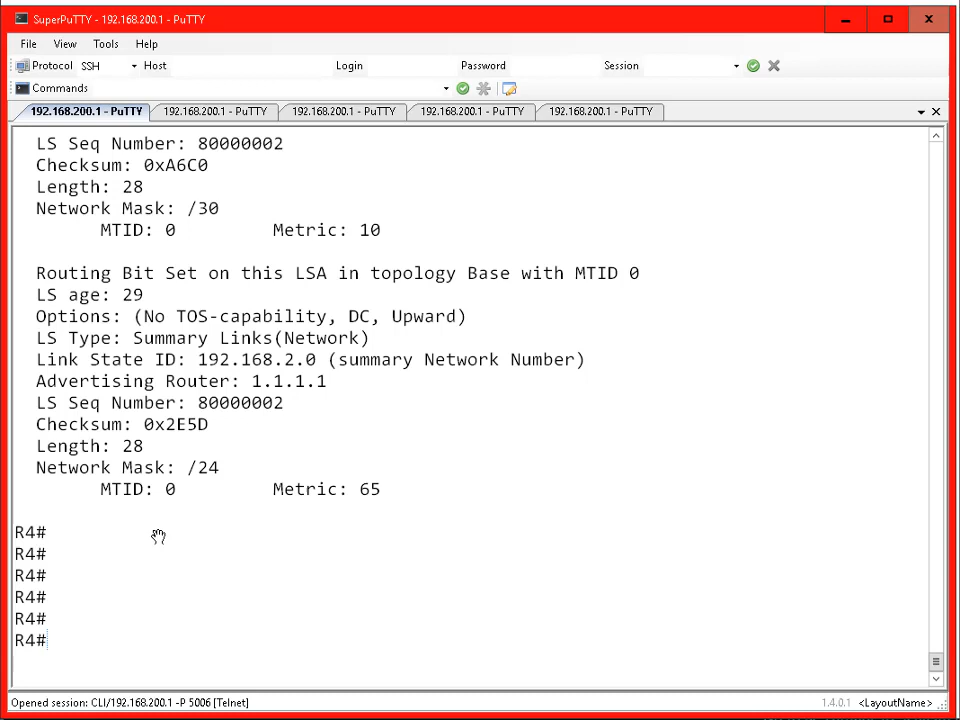 SuperPuTTY - 192.168.200.1 - PuTTY
File View Tools Help
Protocol SSH Host Login Password Session
Commands
192.168.200.1 - PuTTY 192.168.200.1 - PuTTY 192.168.200.1 - PuTTY 192.168.200.1 - PuTTY 192.168.200.1 - PuTTY
LS Seq Number: 80000002
Checksum: 0xA6C0
Length: 28
Network Mask: /30
MTID: 0 Metric: 10
Routing Bit Set on this LSA in topology Base with MTID 0
LS age: 29
Options: (No TOS-capability, DC, Upward)
LS Type: Summary Links(Network)
Link State ID: 192.168.2.0 (summary Network Number)
Advertising Router: 1.1.1.1
LS Seq Number: 80000002
Checksum: 0x2E5D
Length: 28
Network Mask: /24
MTID: 0 Metric: 65
R4#
R4#
R4#
R4#
R4#
R4#
Opened session: CLI/192.168.200.1 -P 5006 [Telnet] 1.4.0.1 <LayoutName>